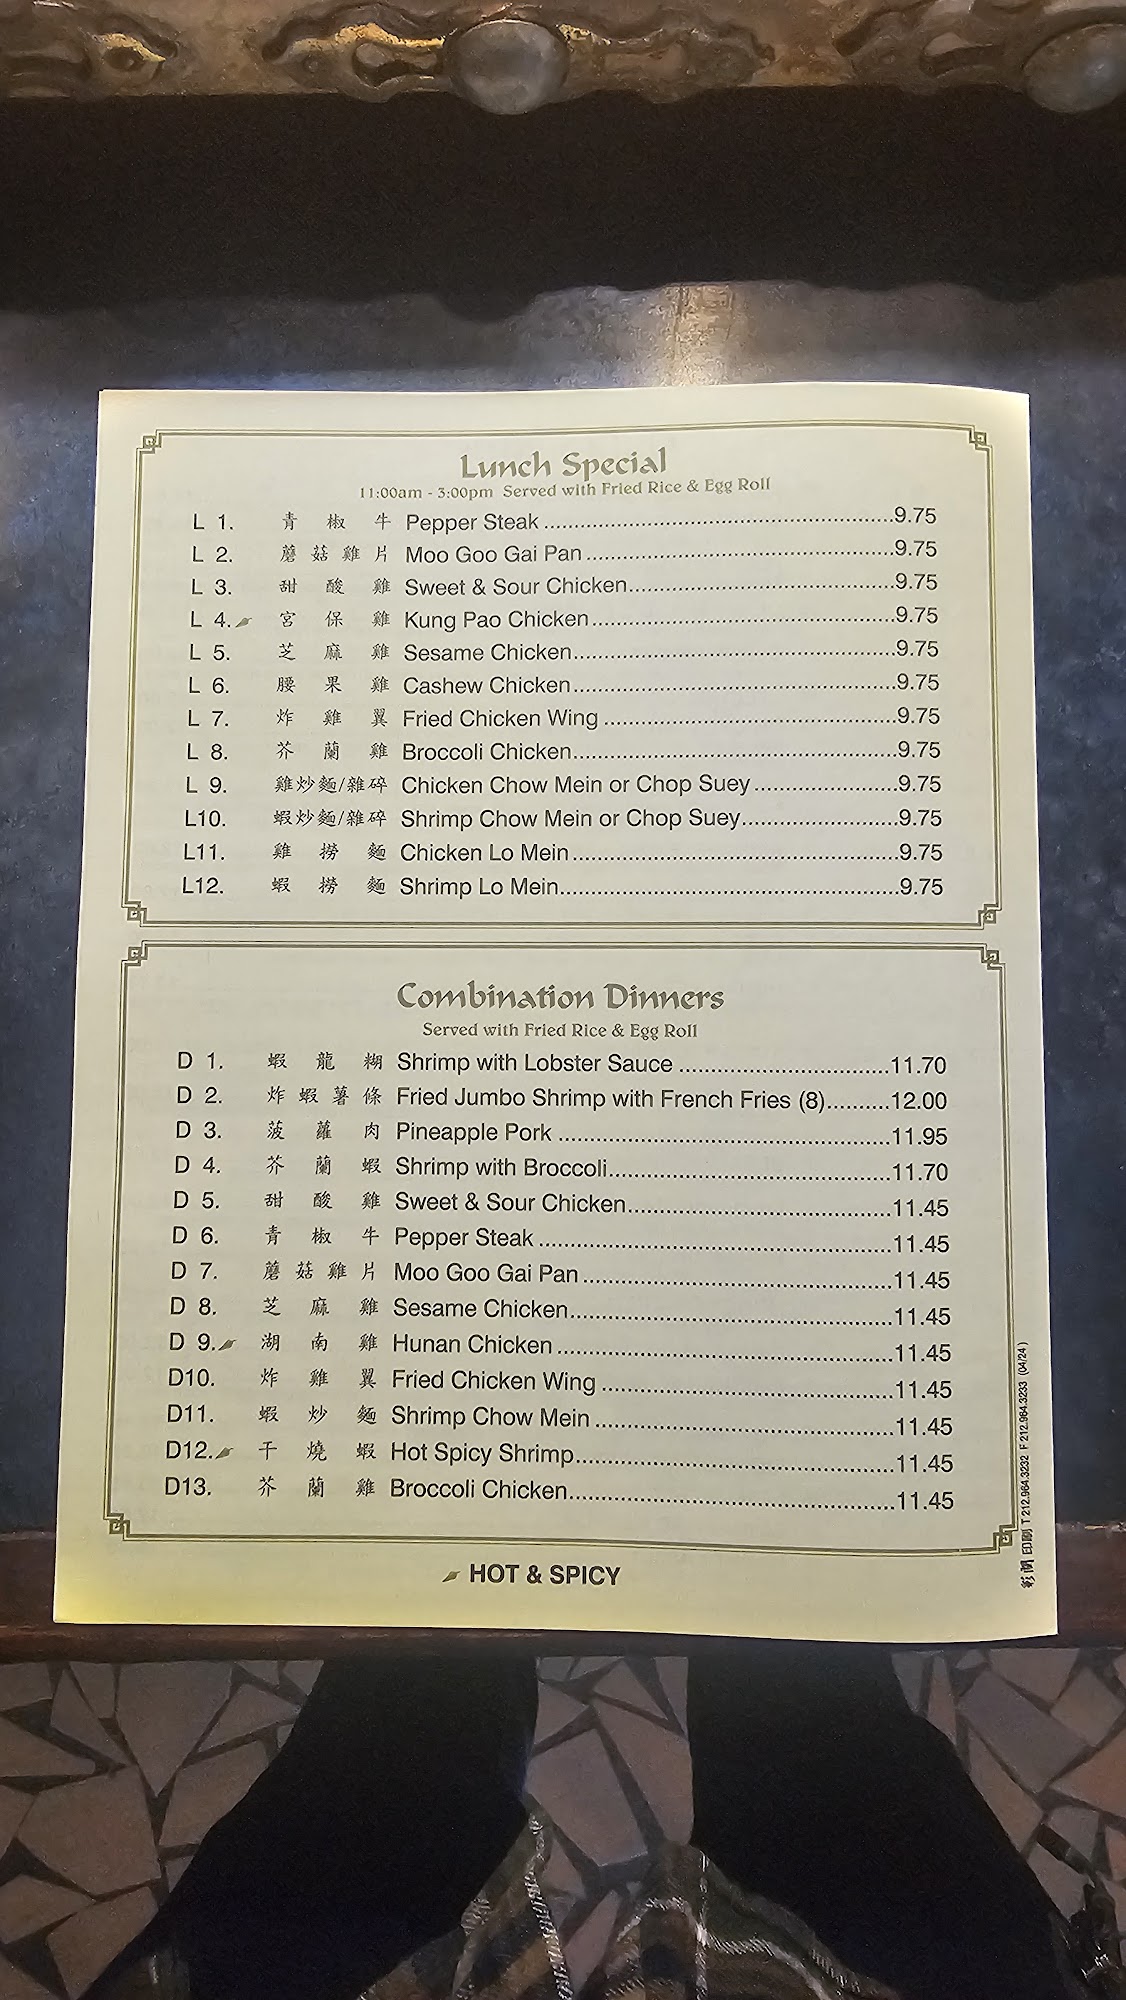 Lunch Special
11:00am - 3:00pm Served with Fried Rice & Egg Roll
L 1. 青椒牛 Pepper Steak 9.75
L 2. 蘑菇雞片 Moo Goo Gai Pan 9.75
L 3. 甜酸雞 Sweet & Sour Chicken 9.75
L 4. 宮保雞 Kung Pao Chicken 9.75
L 5. 芝麻雞 Sesame Chicken 9.75
L 6. 腰果雞 Cashew Chicken 9.75
L 7. 炸雞翼 Fried Chicken Wing 9.75
L 8. 芥蘭雞 Broccoli Chicken 9.75
L 9. 雞炒麵/雜碎 Chicken Chow Mein or Chop Suey 9.75
L10. 蝦炒麵/雜碎 Shrimp Chow Mein or Chop Suey 9.75
L11. 雞撈麵 Chicken Lo Mein 9.75
L12. 蝦撈麵 Shrimp Lo Mein 9.75
Combination Dinners
Served with Fried Rice & Egg Roll
D 1. 蝦龍糊 Shrimp with Lobster Sauce 11.70
D 2. 炸蝦薯條 Fried Jumbo Shrimp with French Fries (8) 12.00
D 3. 菠蘿肉 Pineapple Pork 11.95
D 4. 芥蘭蝦 Shrimp with Broccoli 11.70
D 5. 甜酸雞 Sweet & Sour Chicken 11.45
D 6. 青椒牛 Pepper Steak 11.45
D 7. 蘑菇雞片 Moo Goo Gai Pan 11.45
D 8. 芝麻雞 Sesame Chicken 11.45
D 9. 湖南雞 Hunan Chicken 11.45
D10. 炸雞翼 Fried Chicken Wing 11.45
D11. 蝦炒麵 Shrimp Chow Mein 11.45
D12. 干燒蝦 Hot Spicy Shrimp 11.45
D13. 芥蘭雞 Broccoli Chicken 11.45
HOT & SPICY
印刷 T 212.964.3232 F 212.964.3233 (04/24)